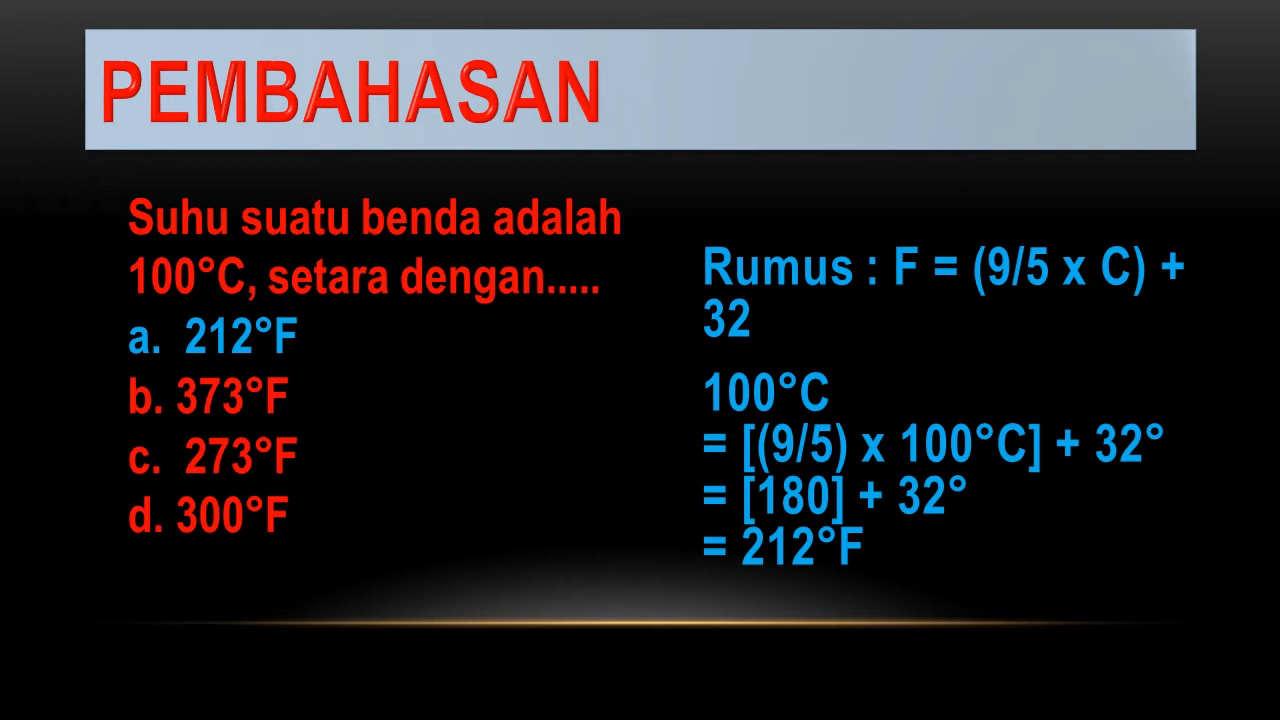 PEMBAHASAN
Suhu suatu benda adalah
100°C, setara dengan.....
a. 212°F
b. 373°F
c. 273°F
d. 300°F
Rumus : F = (9/5 x C) +
32
100°C
= [(9/5) x 100°C] + 32°
= [180] + 32°
= 212°F